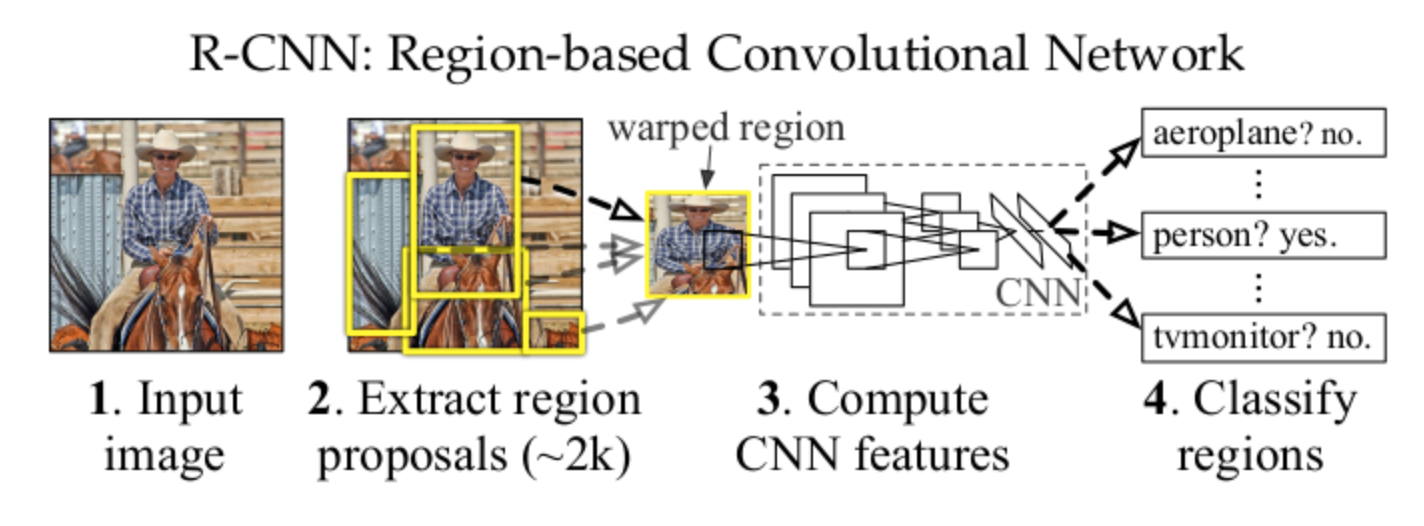 R-CNN: Region-based Convolutional Network
warped region
aeroplane? no.
person? yes.
CNN
tvmonitor? no.
1. Input
image
2. Extract region
proposals (~2k)
3. Compute
CNN features
4. Classify
regions